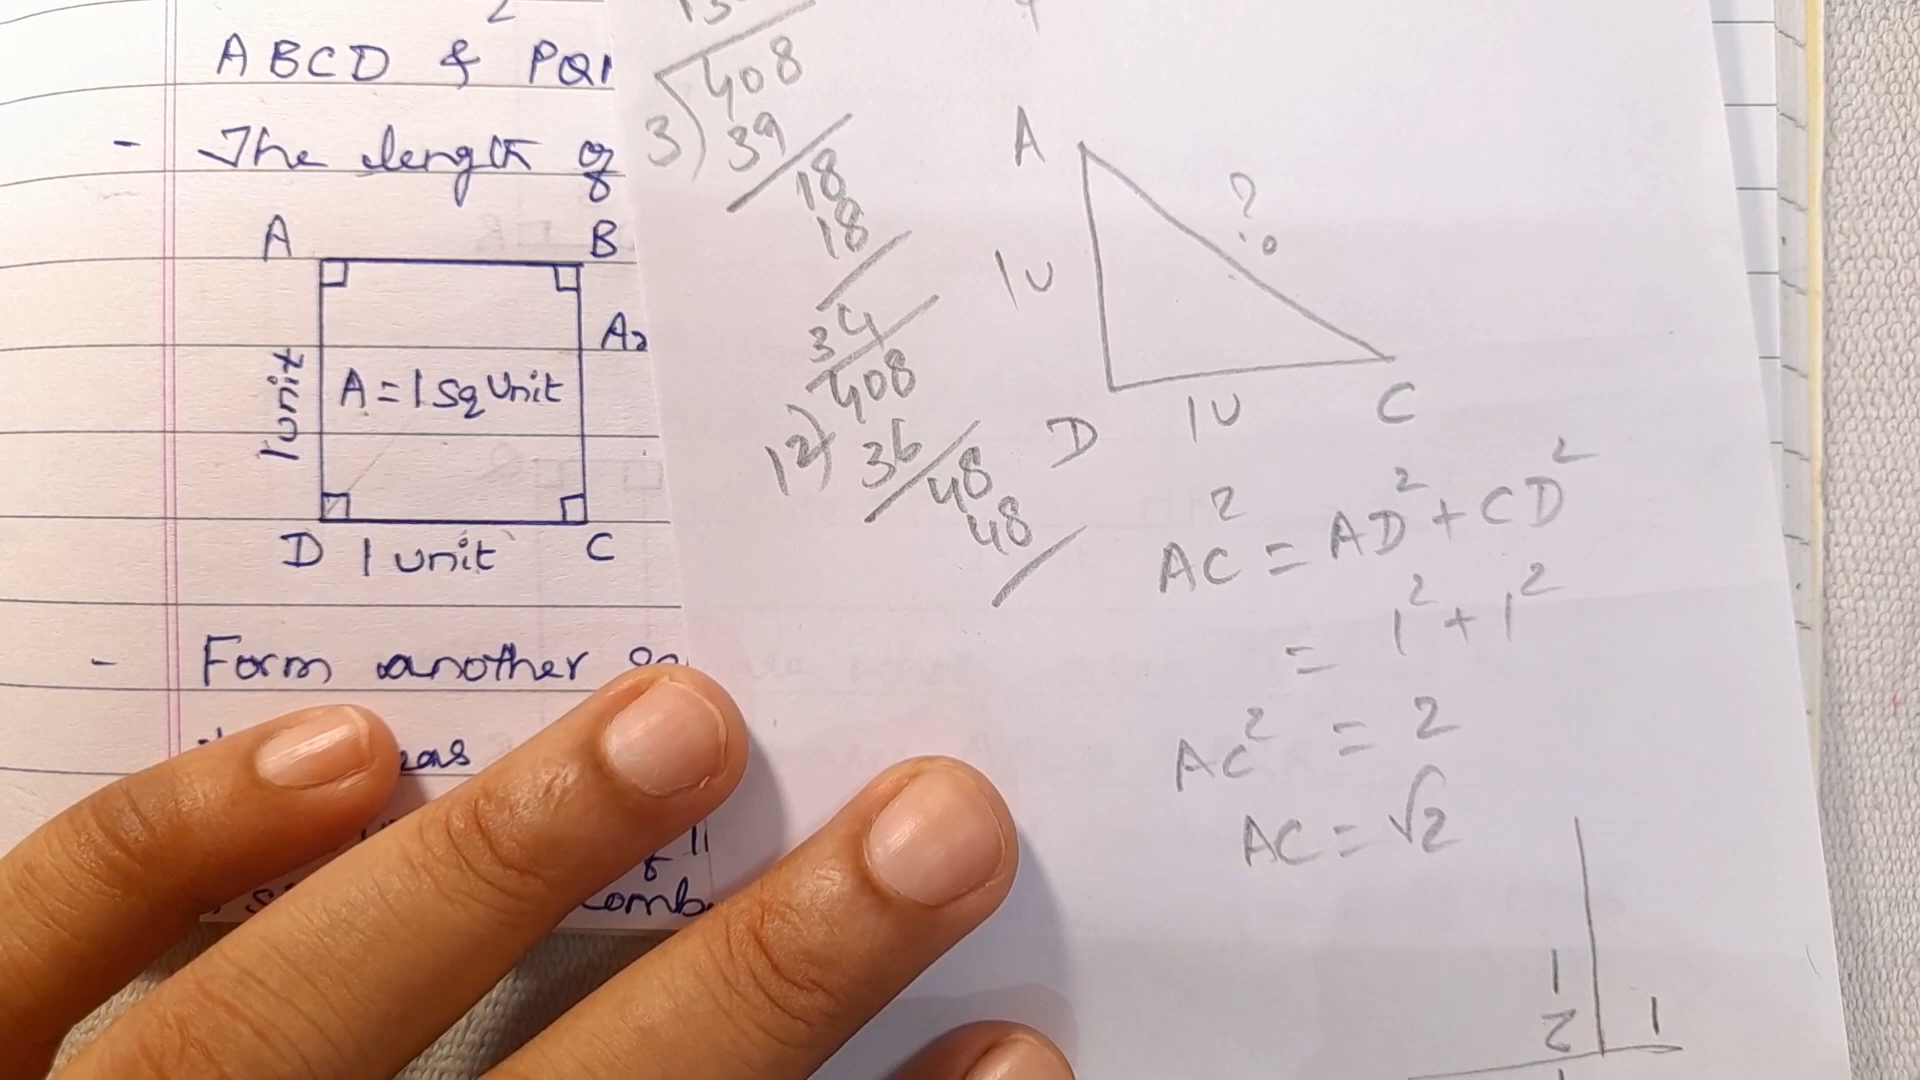 ABCD & PQ
- The length of
A B
1 unit
A = 1 Sq Unit
D 1 unit C
- Form another
408
3) 39
18
18
34
408
12) 36
48
48
A
?
1U
D 1U C
AC² = AD² + CD²
= 1² + 1²
AC² = 2
AC = √2
1
2 1